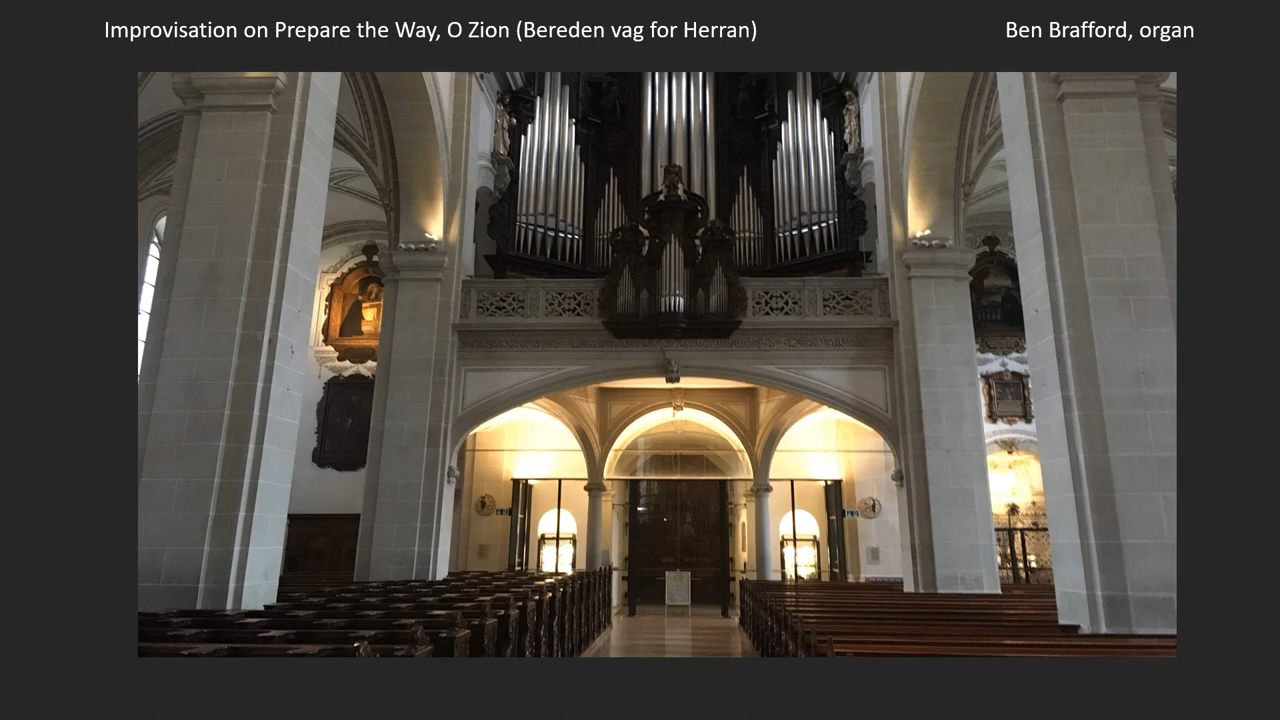 Improvisation on Prepare the Way, O Zion (Bereden vag for Herran)
Ben Brafford, organ